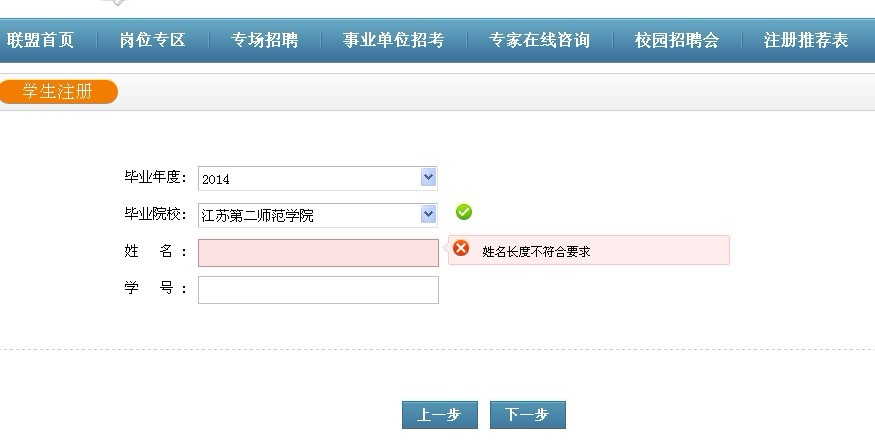 联盟首页 岗位专区 专场招聘 事业单位招考 专家在线咨询 校园招聘会 注册推荐表
学生注册
毕业年度： 2014
毕业院校： 江苏第二师范学院
姓 名： 姓名长度不符合要求
学 号：
上一步 下一步